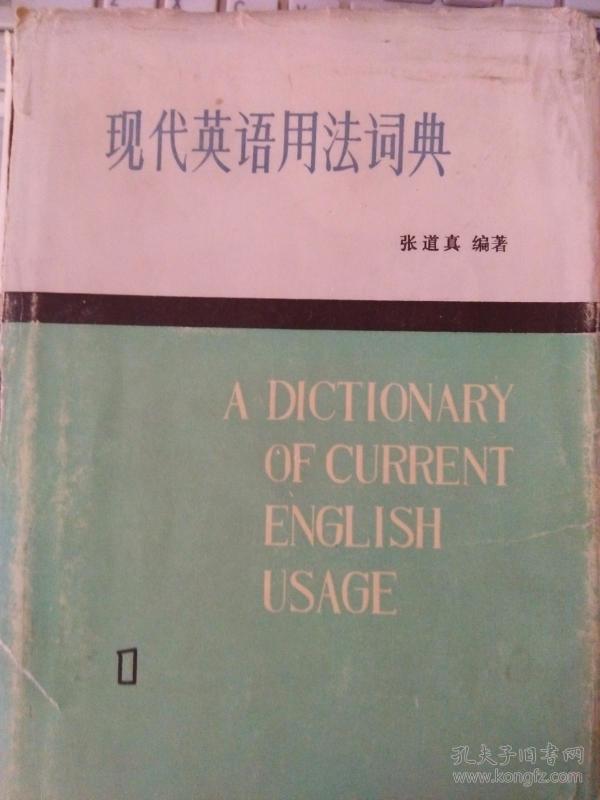 现代英语用法词典
张道真 编著
A DICTIONARY
OF CURRENT
ENGLISH
USAGE
孔夫子旧书网
www.kongfz.com